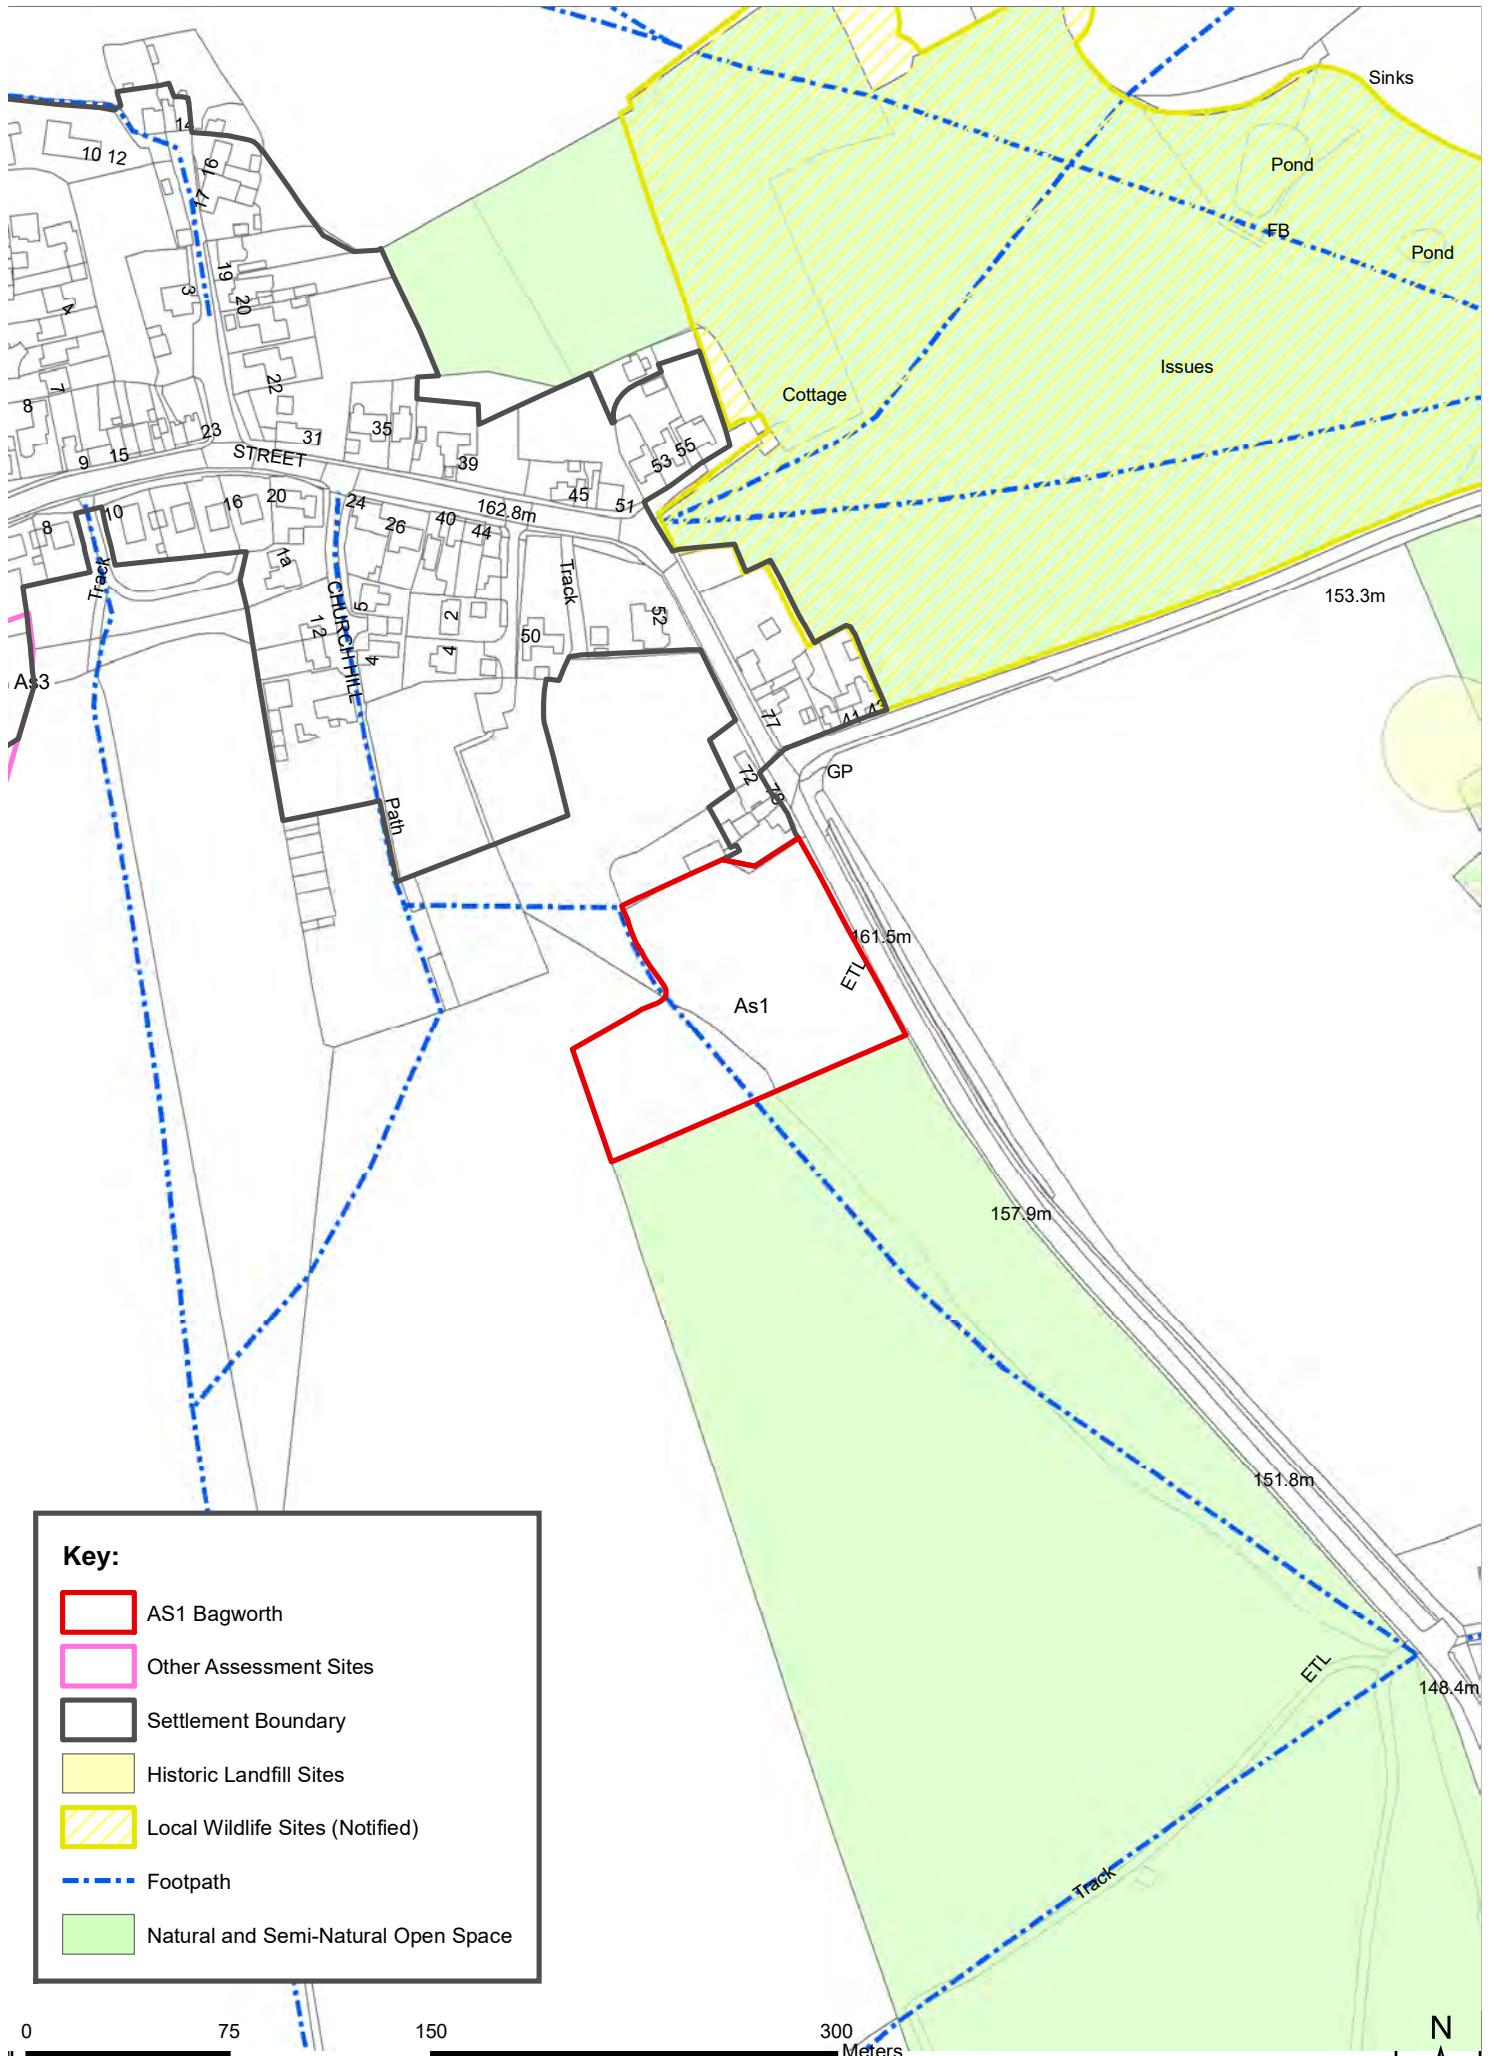 Sinks
14
10 12
16
17
Pond
FB
Pond
19
3
20
4
Issues
22
7
Cottage
8
35
31
23
STREET
15
9
39
53 55
45
51
162.8m
20
16
24
10
26
40
44
8
Track
1a
Track
CHURCH HILL
5
2
52
12
50
4
4
153.3m
As3
77
41 43
GP
72
78
Path
161.5m
ETL
As1
157.9m
151.8m
ETL
148.4m
Track
Key:
AS1 Bagworth
Other Assessment Sites
Settlement Boundary
Historic Landfill Sites
Local Wildlife Sites (Notified)
Footpath
Natural and Semi-Natural Open Space
0 75 150 300
Meters
N